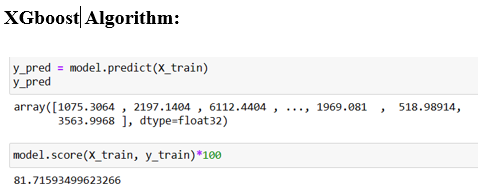 XGboost Algorithm:
y_pred = model.predict(X_train)
y_pred
array([1075.3064 , 2197.1404 , 6112.4404 , ..., 1969.081 , 518.98914,
3563.9968 ], dtype=float32)
model.score(X_train, y_train)*100
81.71593499623266